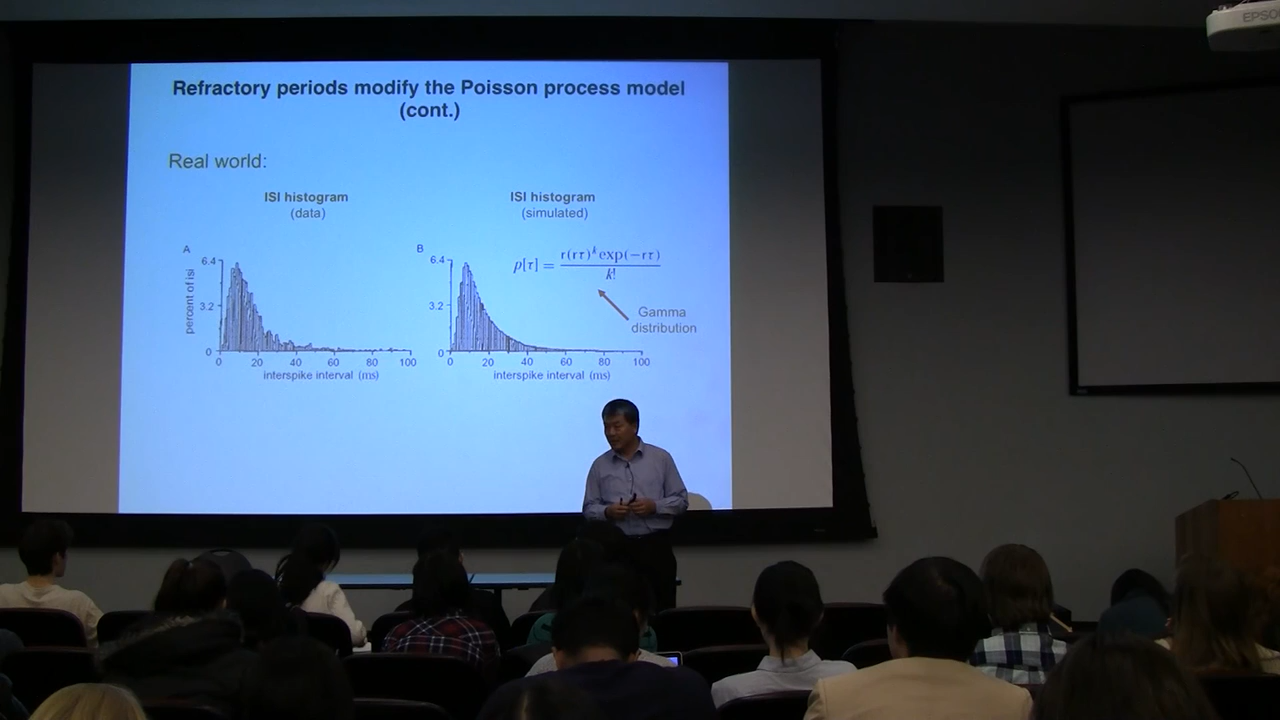 EPSON
Refractory periods modify the Poisson process model
(cont.)
Real world:
ISI histogram
(data)
ISI histogram
(simulated)
A
6.4
3.2
0
percent of isi
0 20 40 60 80 100
interspike interval (ms)
B
6.4
3.2
0
p[τ] = r(rτ)^k exp(−rτ) / k!
Gamma
distribution
0 20 40 60 80 100
interspike interval (ms)